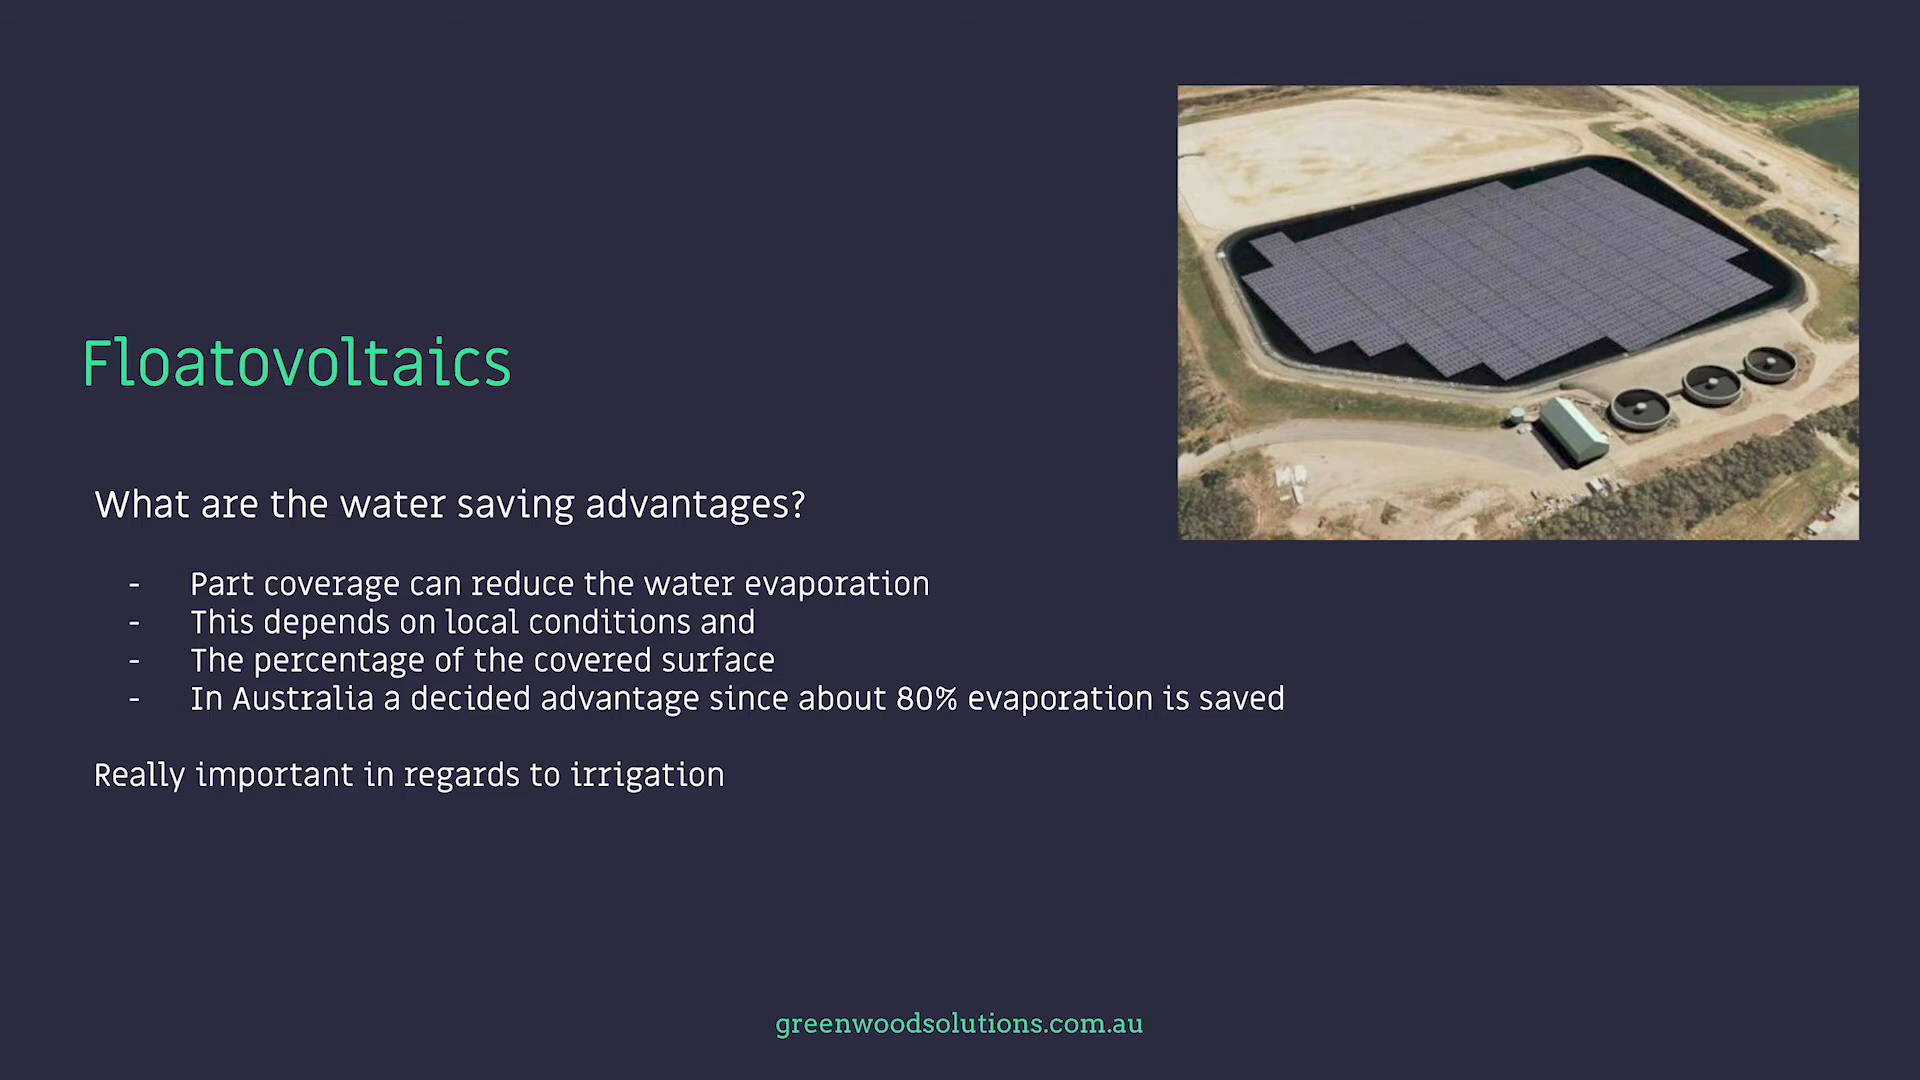 Floatovoltaics
What are the water saving advantages?
- Part coverage can reduce the water evaporation
- This depends on local conditions and
- The percentage of the covered surface
- In Australia a decided advantage since about 80% evaporation is saved
Really important in regards to irrigation
greenwoodsolutions.com.au